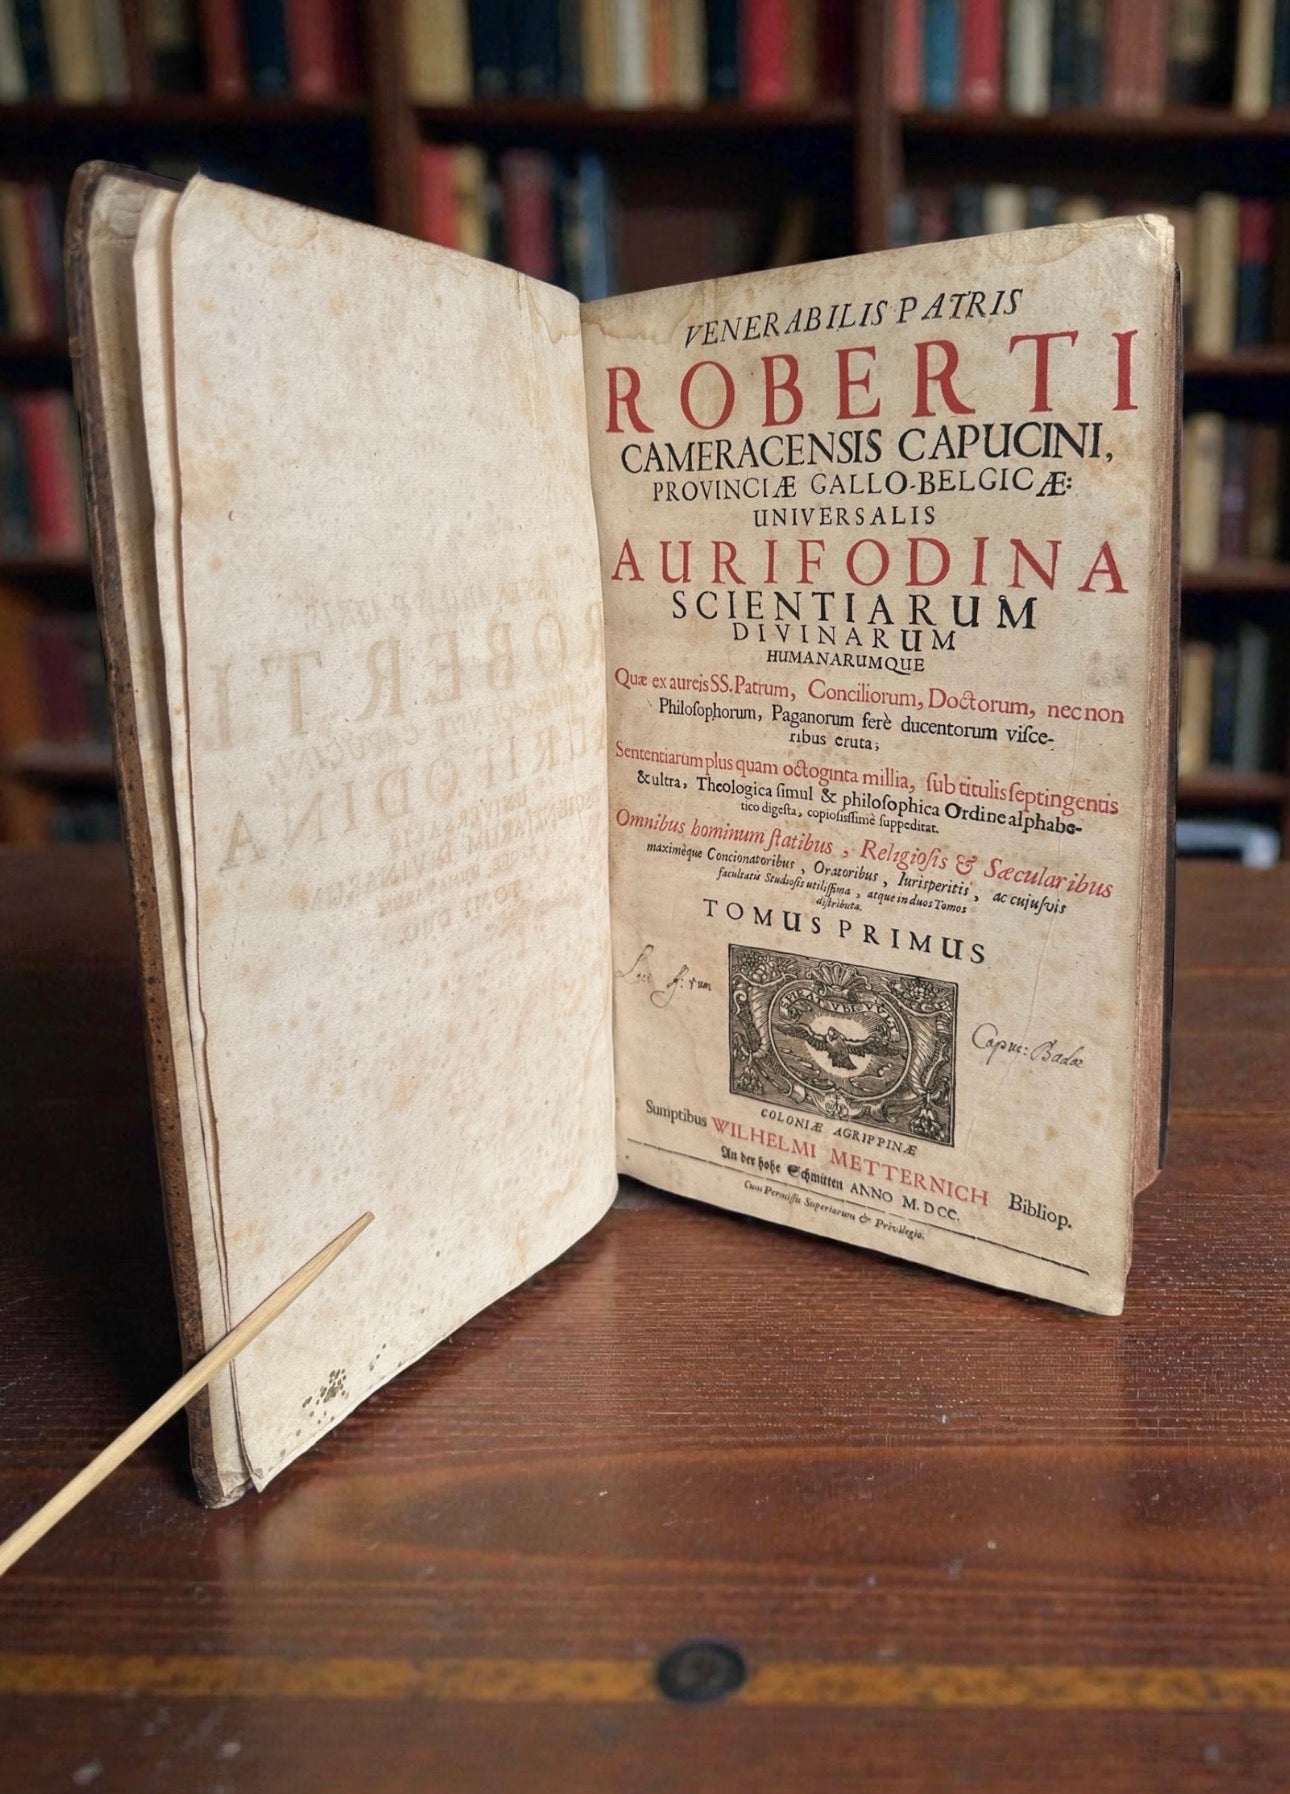 VENERABILIS PATRIS
ROBERTI
CAMERACENSIS CAPUCINI,
PROVINCIÆ GALLO-BELGICÆ:
UNIVERSALIS
AURIFODINA
SCIENTIARUM
DIVINARUM
HUMANARUMQUE
Quæ ex aureis SS. Patrum, Conciliorum, Doctorum, nec non
Philoſophorum, Paganorum ferè ducentorum viſce-
ribus eruta;
Sententiarum plus quam octoginta millia, ſub titulis ſeptingentis
& ultra, Theologica ſimul & philoſophica Ordine alphabe-
tico digeſta, copioſiſſimè ſuppeditat.
Omnibus hominum ſtatibus, Religioſis & Sæcularibus
maximèque Concionatoribus, Oratoribus, Iurisperitis, ac cujuſvis
facultatis Studioſis utiliſſima, atque in duos Tomos
diſtributa.
TOMUS PRIMUS
Capuc: Badæ
COLONIÆ AGRIPPINÆ
Sumptibus WILHELMI METTERNICH Bibliop.
An der hohe Schmitten ANNO M. DCC.
Cum Permiſſu Superiorum & Privilegio.